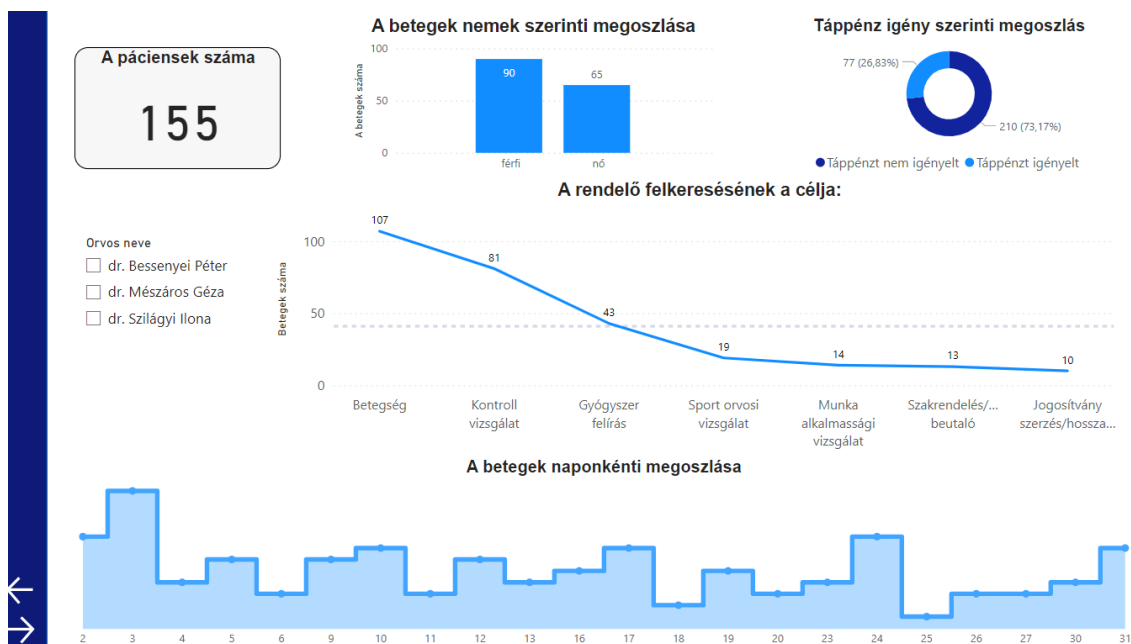 A páciensek száma
155
A betegek nemek szerinti megoszlása
A betegek száma
100
50
0
90
65
férfi
nő
Táppénz igény szerinti megoszlás
77 (26,83%)
210 (73,17%)
Táppénzt nem igényelt
Táppénzt igényelt
Orvos neve
dr. Bessenyei Péter
dr. Mészáros Géza
dr. Szilágyi Ilona
A rendelő felkeresésének a célja:
Betegek száma
100
50
0
107
81
43
19
14
13
10
Betegség
Kontroll
vizsgálat
Gyógyszer
felírás
Sport orvosi
vizsgálat
Munka
alkalmassági
vizsgálat
Szakrendelés/...
beutaló
Jogosítvány
szerzés/hossza...
A betegek naponkénti megoszlása
2 3 4 5 6 9 10 11 12 13 16 17 18 19 20 23 24 25 26 27 30 31